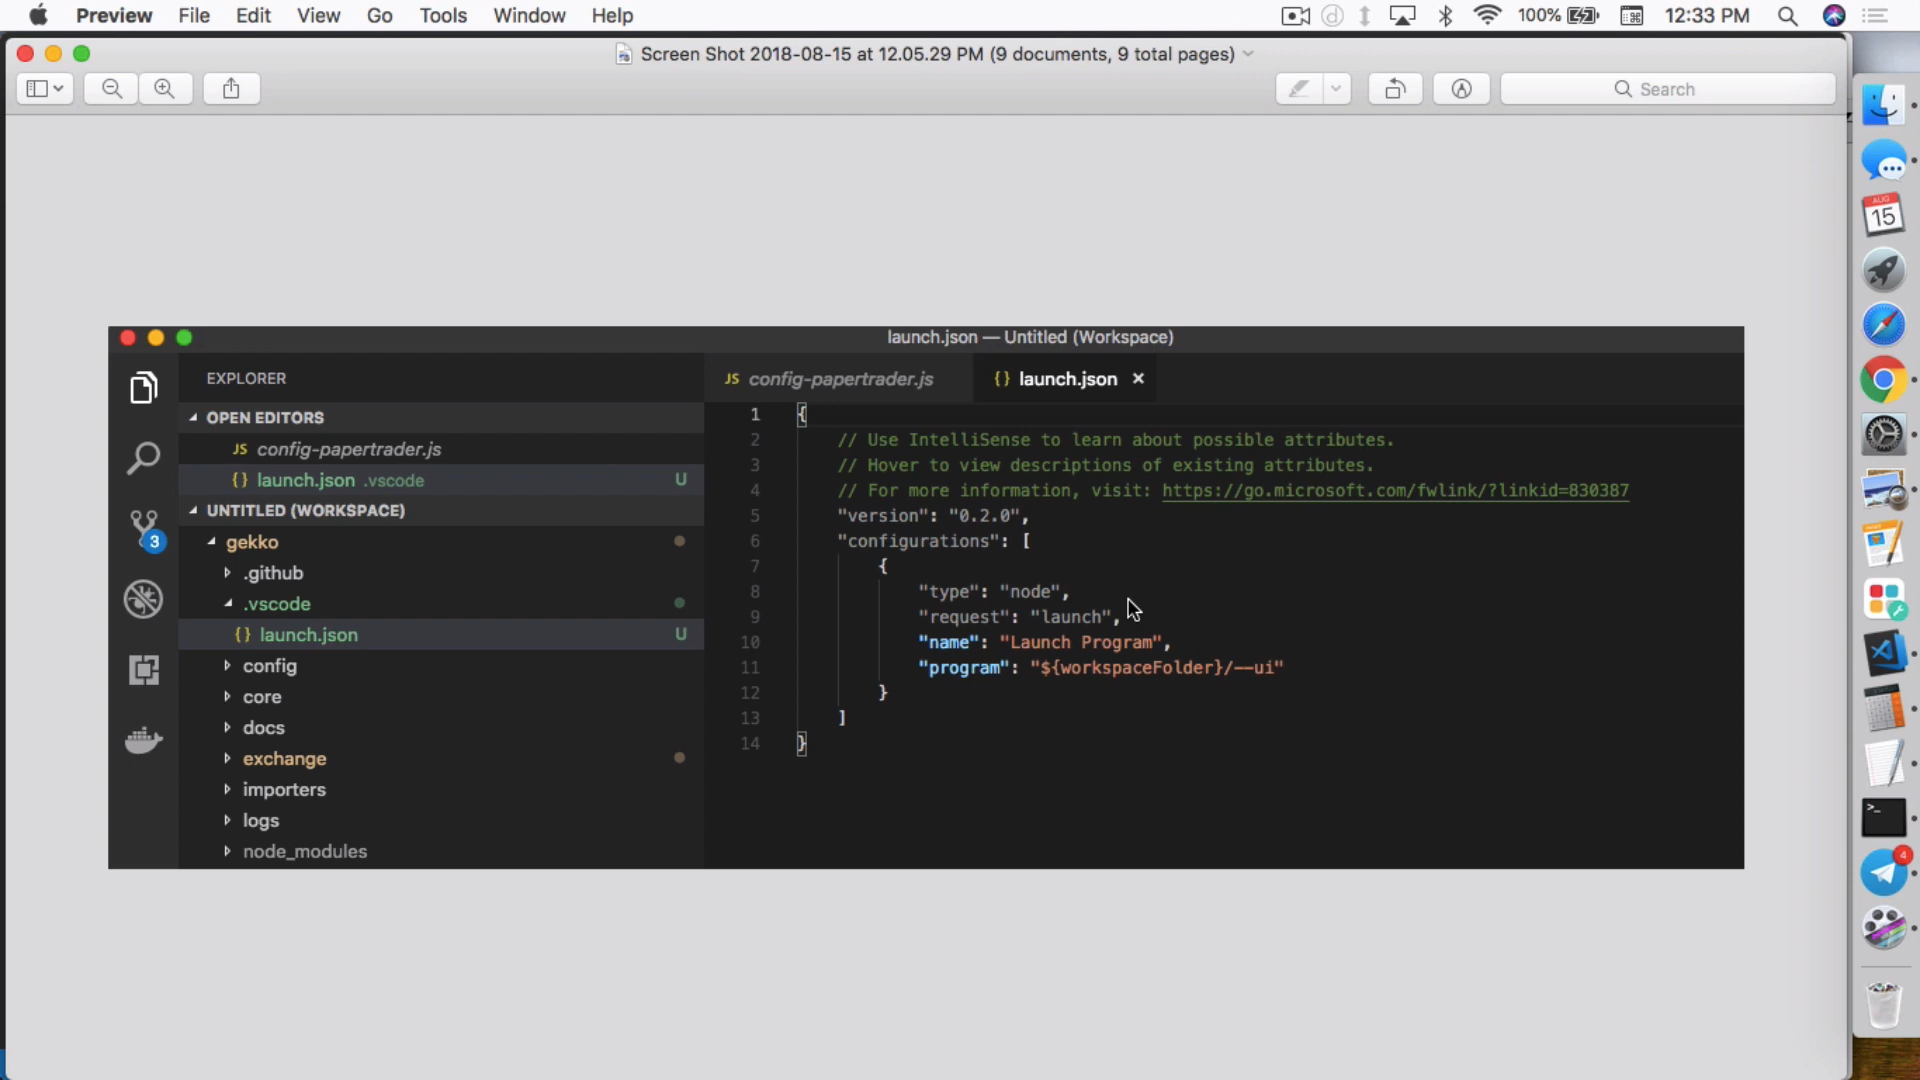 Preview File Edit View Go Tools Window Help 100% 12:33 PM
Screen Shot 2018-08-15 at 12.05.29 PM (9 documents, 9 total pages)
Search
AUG
15
launch.json — Untitled (Workspace)
EXPLORER
OPEN EDITORS
JS config-papertrader.js
{} launch.json .vscode U
UNTITLED (WORKSPACE)
3
gekko
.github
.vscode
{} launch.json U
config
core
docs
exchange
importers
logs
node_modules
JS config-papertrader.js {} launch.json ×
1 {
2 // Use IntelliSense to learn about possible attributes.
3 // Hover to view descriptions of existing attributes.
4 // For more information, visit: https://go.microsoft.com/fwlink/?linkid=830387
5 "version": "0.2.0",
6 "configurations": [
7 {
8 "type": "node",
9 "request": "launch",
10 "name": "Launch Program",
11 "program": "${workspaceFolder}/--ui"
12 }
13 ]
14 }
>_
4